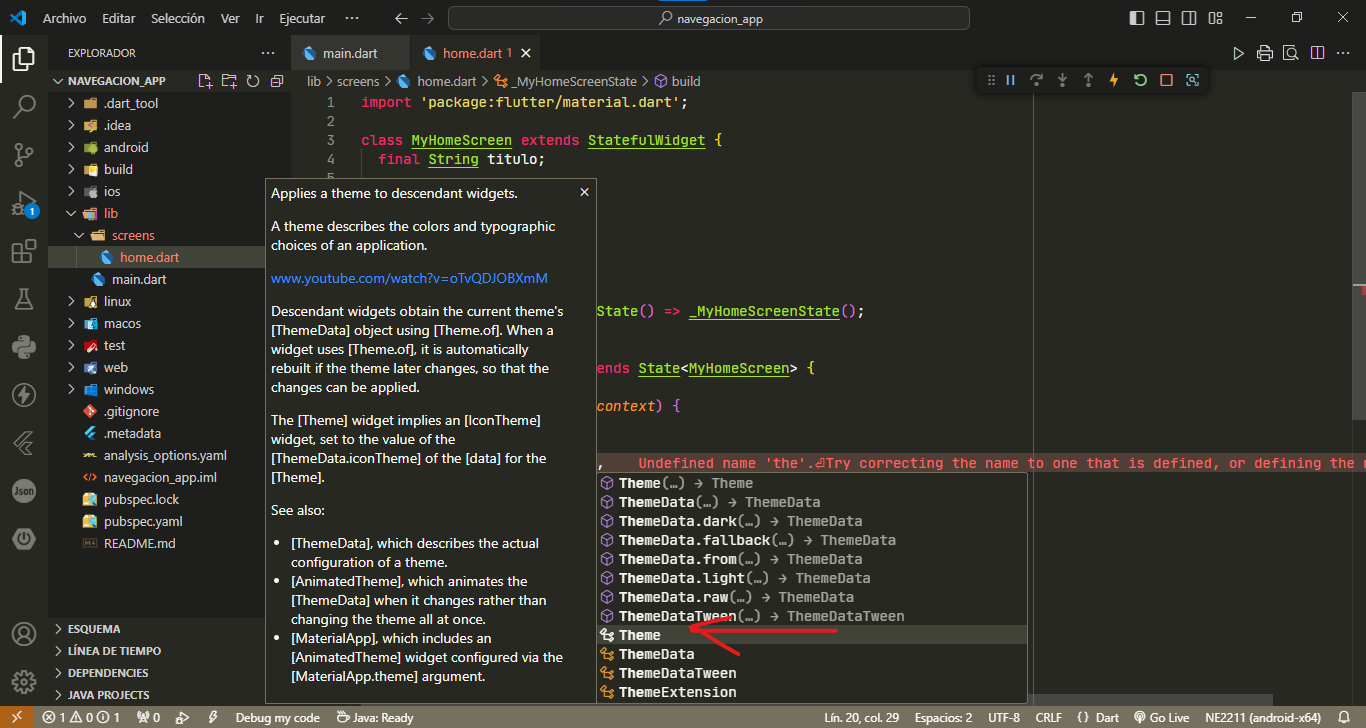 Archivo Editar Selección Ver Ir Ejecutar ··· navegacion_app
EXPLORADOR ···
NAVEGACION_APP
.dart_tool
.idea
android
build
ios
lib
screens
home.dart
main.dart
linux
macos
test
web
windows
.gitignore
.metadata
analysis_options.yaml
navegacion_app.iml
pubspec.lock
pubspec.yaml
README.md
ESQUEMA
LÍNEA DE TIEMPO
DEPENDENCIES
JAVA PROJECTS
1
Json
main.dart home.dart 1
lib > screens > home.dart > _MyHomeScreenState > build
1 import 'package:flutter/material.dart';
2
3 class MyHomeScreen extends StatefulWidget {
4 final String titulo;
5
State() => _MyHomeScreenState();
ends State<MyHomeScreen> {
context) {
, Undefined name 'the'.⏎Try correcting the name to one that is defined, or defining the
Applies a theme to descendant widgets.
A theme describes the colors and typographic
choices of an application.
www.youtube.com/watch?v=oTvQDJOBXmM
Descendant widgets obtain the current theme's
[ThemeData] object using [Theme.of]. When a
widget uses [Theme.of], it is automatically
rebuilt if the theme later changes, so that the
changes can be applied.
The [Theme] widget implies an [IconTheme]
widget, set to the value of the
[ThemeData.iconTheme] of the [data] for the
[Theme].
See also:
• [ThemeData], which describes the actual
configuration of a theme.
• [AnimatedTheme], which animates the
[ThemeData] when it changes rather than
changing the theme all at once.
• [MaterialApp], which includes an
[AnimatedTheme] widget configured via the
[MaterialApp.theme] argument.
Theme(…) → Theme
ThemeData(…) → ThemeData
ThemeData.dark(…) → ThemeData
ThemeData.fallback(…) → ThemeData
ThemeData.from(…) → ThemeData
ThemeData.light(…) → ThemeData
ThemeData.raw(…) → ThemeData
ThemeDataTween(…) → ThemeDataTween
Theme
ThemeData
ThemeDataTween
ThemeExtension
1 0 1 0 Debug my code Java: Ready Lín. 20, col. 29 Espacios: 2 UTF-8 CRLF {} Dart Go Live NE2211 (android-x64)